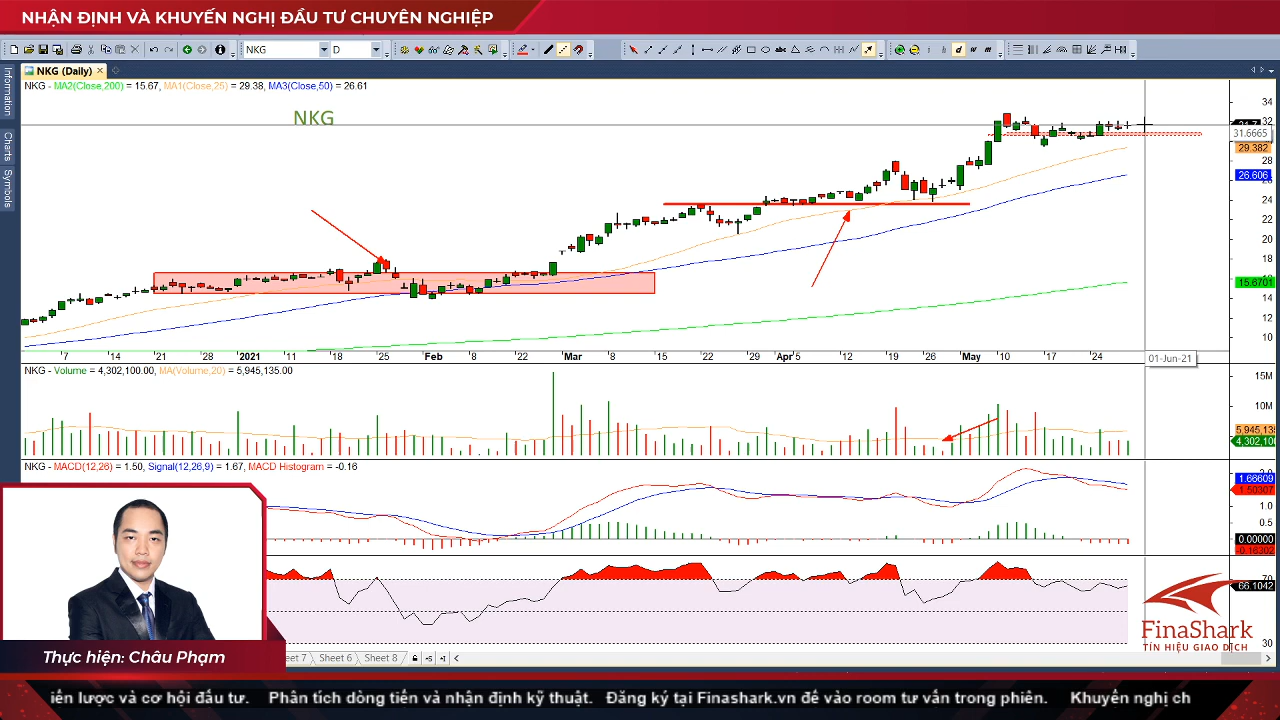 NHẬN ĐỊNH VÀ KHUYẾN NGHỊ ĐẦU TƯ CHUYÊN NGHIỆP
NKG D
NKG (Daily)
Information
Charts
Symbols
NKG - MA2(Close,200) = 15.67, MA1(Close,25) = 29.38, MA3(Close,50) = 26.61
NKG
34
32
31.6665
29.382
28
26.606
24
22
20
18
15.6701
14
12
10
7 14 21 28 2021 11 18 25 Feb 8 22 Mar 8 15 22 29 Apr 5 12 19 26 May 10 17 24
01-Jun-21
NKG - Volume = 4,302,100.00, MA(Volume,20) = 5,945,135.00
15M
10M
5,945,135
4,302,100
NKG - MACD(12,26) = 1.50, Signal(12,26,9) = 1.67, MACD Histogram = -0.16
1.66609
1.50307
1.0
0.5
0.00000
-0.16302
70
66.1042
30
FinaShark
TÍN HIỆU GIAO DỊCH
Thực hiện: Châu Phạm
eet 7 Sheet 6 Sheet 8
iến lược và cơ hội đầu tư. Phân tích dòng tiền và nhận định kỹ thuật. Đăng ký tại Finashark.vn để vào room tư vấn trong phiên. Khuyến nghị ch